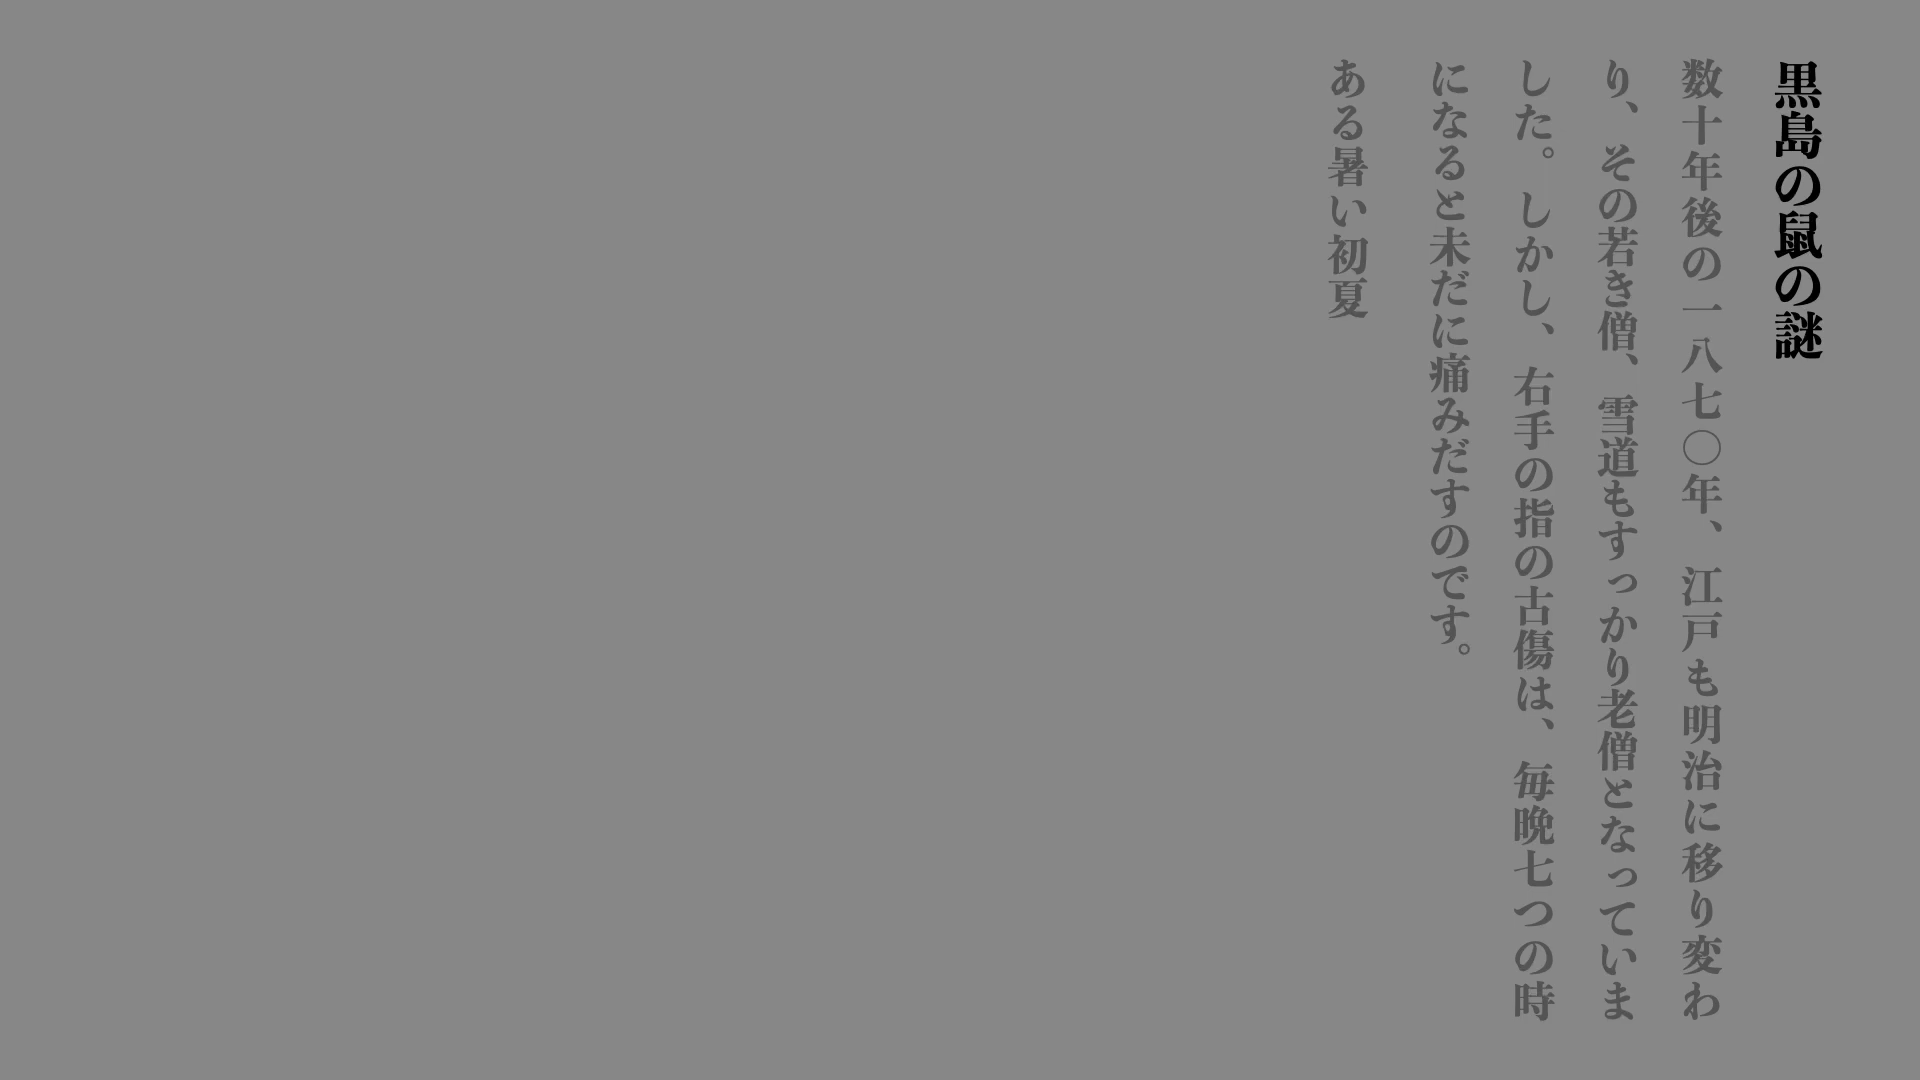 黒島の鼠の謎
数十年後の一八七〇年、江戸も明治に移り変わ
り、その若き僧、雪道もすっかり老僧となっていま
した。しかし、右手の指の古傷は、毎晩七つの時
になると未だに痛みだすのです。
ある暑い初夏